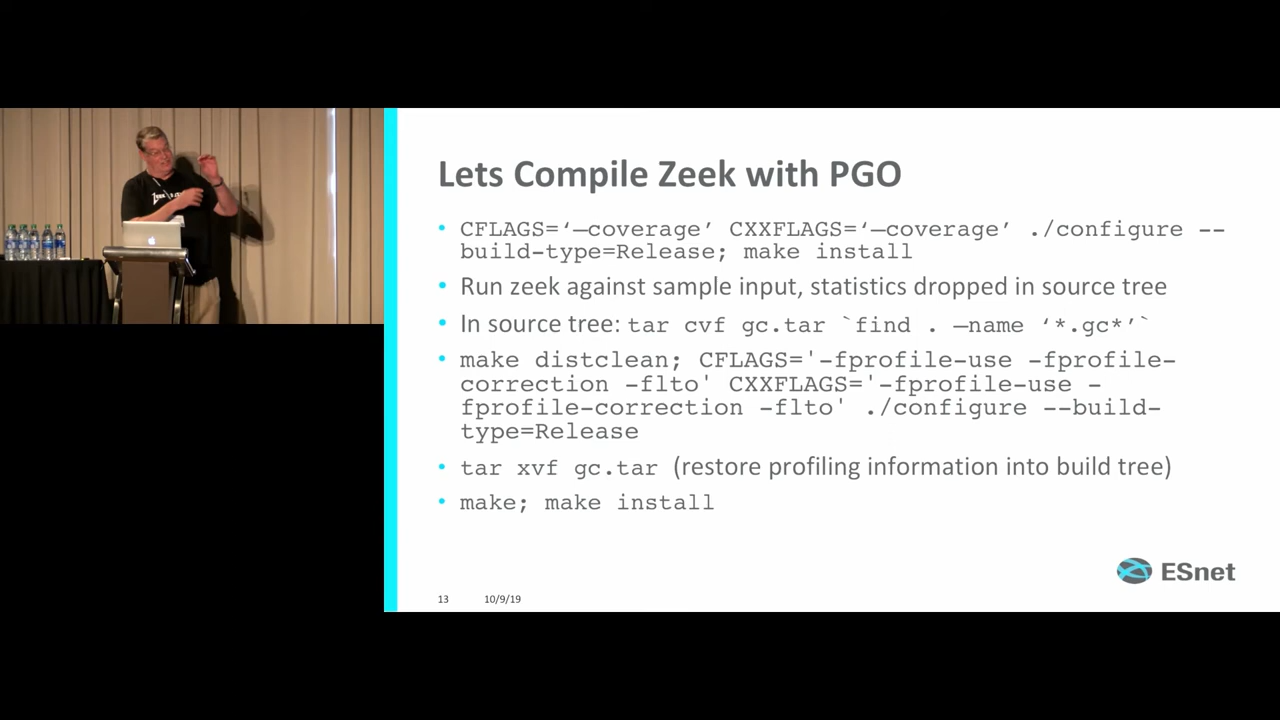 Lets Compile Zeek with PGO
• CFLAGS=‘—coverage’ CXXFLAGS=‘—coverage’ ./configure --
build-type=Release; make install
• Run zeek against sample input, statistics dropped in source tree
• In source tree: tar cvf gc.tar `find . —name ‘*.gc*’`
• make distclean; CFLAGS='-fprofile-use -fprofile-
correction -flto' CXXFLAGS='-fprofile-use -
fprofile-correction -flto' ./configure --build-
type=Release
• tar xvf gc.tar (restore profiling information into build tree)
• make; make install
ESnet
13 10/9/19